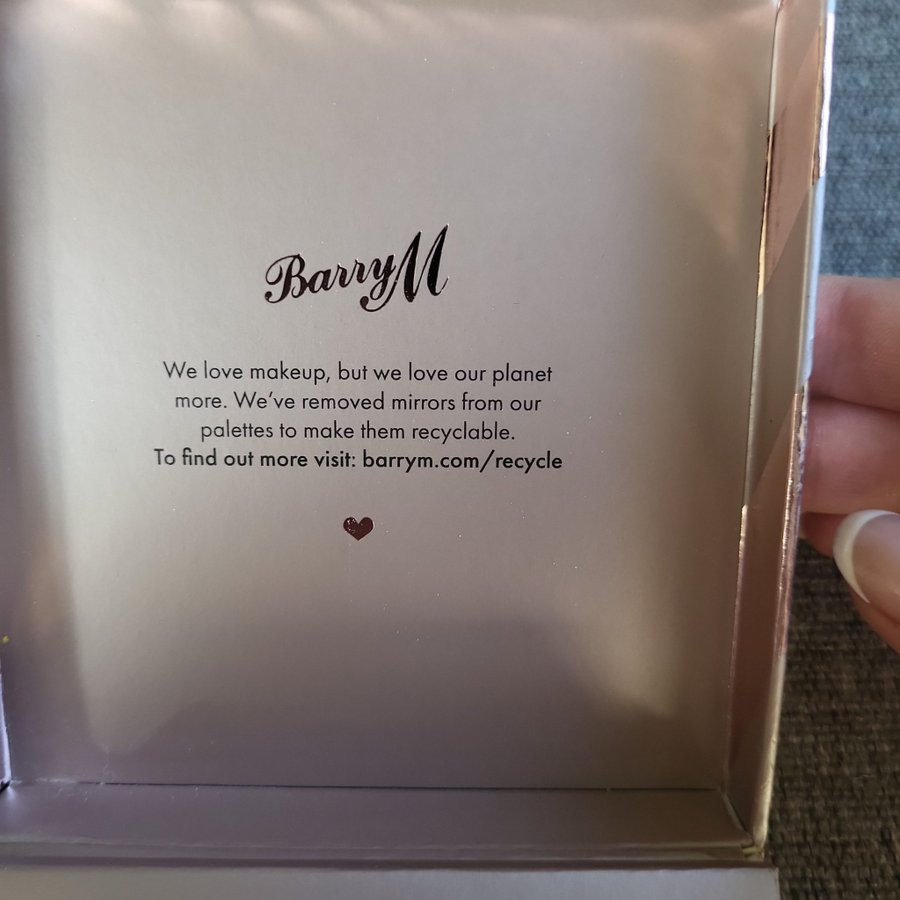 Barry M
We love makeup, but we love our planet
more. We’ve removed mirrors from our
palettes to make them recyclable.
To find out more visit: barrym.com/recycle